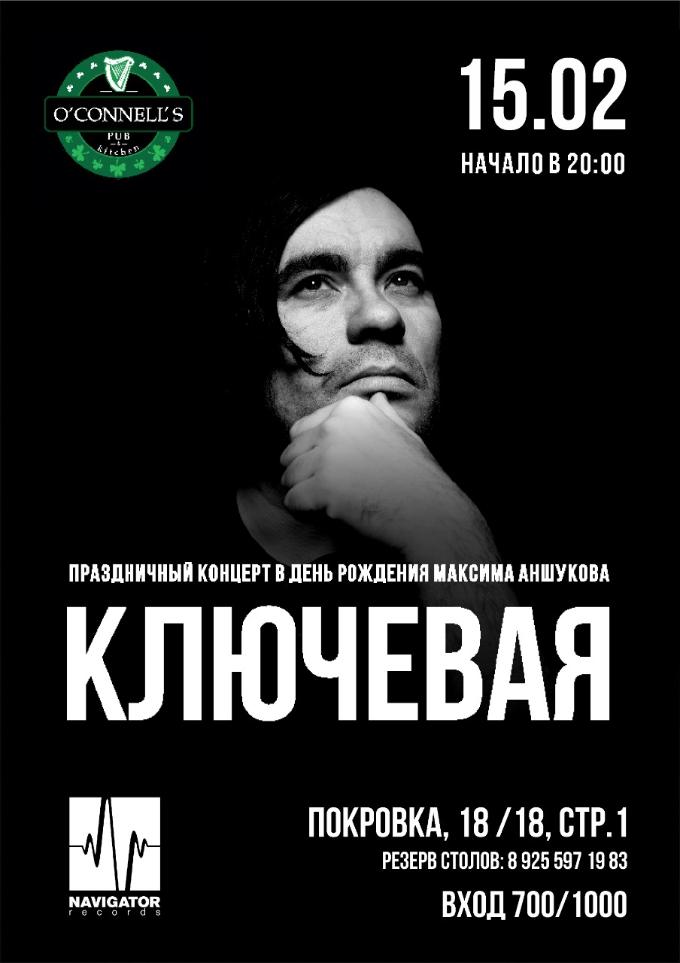 O'CONNELL'S
PUB
&
kitchen
15.02
НАЧАЛО В 20:00
ПРАЗДНИЧНЫЙ КОНЦЕРТ В ДЕНЬ РОЖДЕНИЯ МАКСИМА АНШУКОВА
КЛЮЧЕВАЯ
ПОКРОВКА, 18 /18, СТР.1
РЕЗЕРВ СТОЛОВ: 8 925 597 19 83
ВХОД 700/1000
NAVIGATOR
records